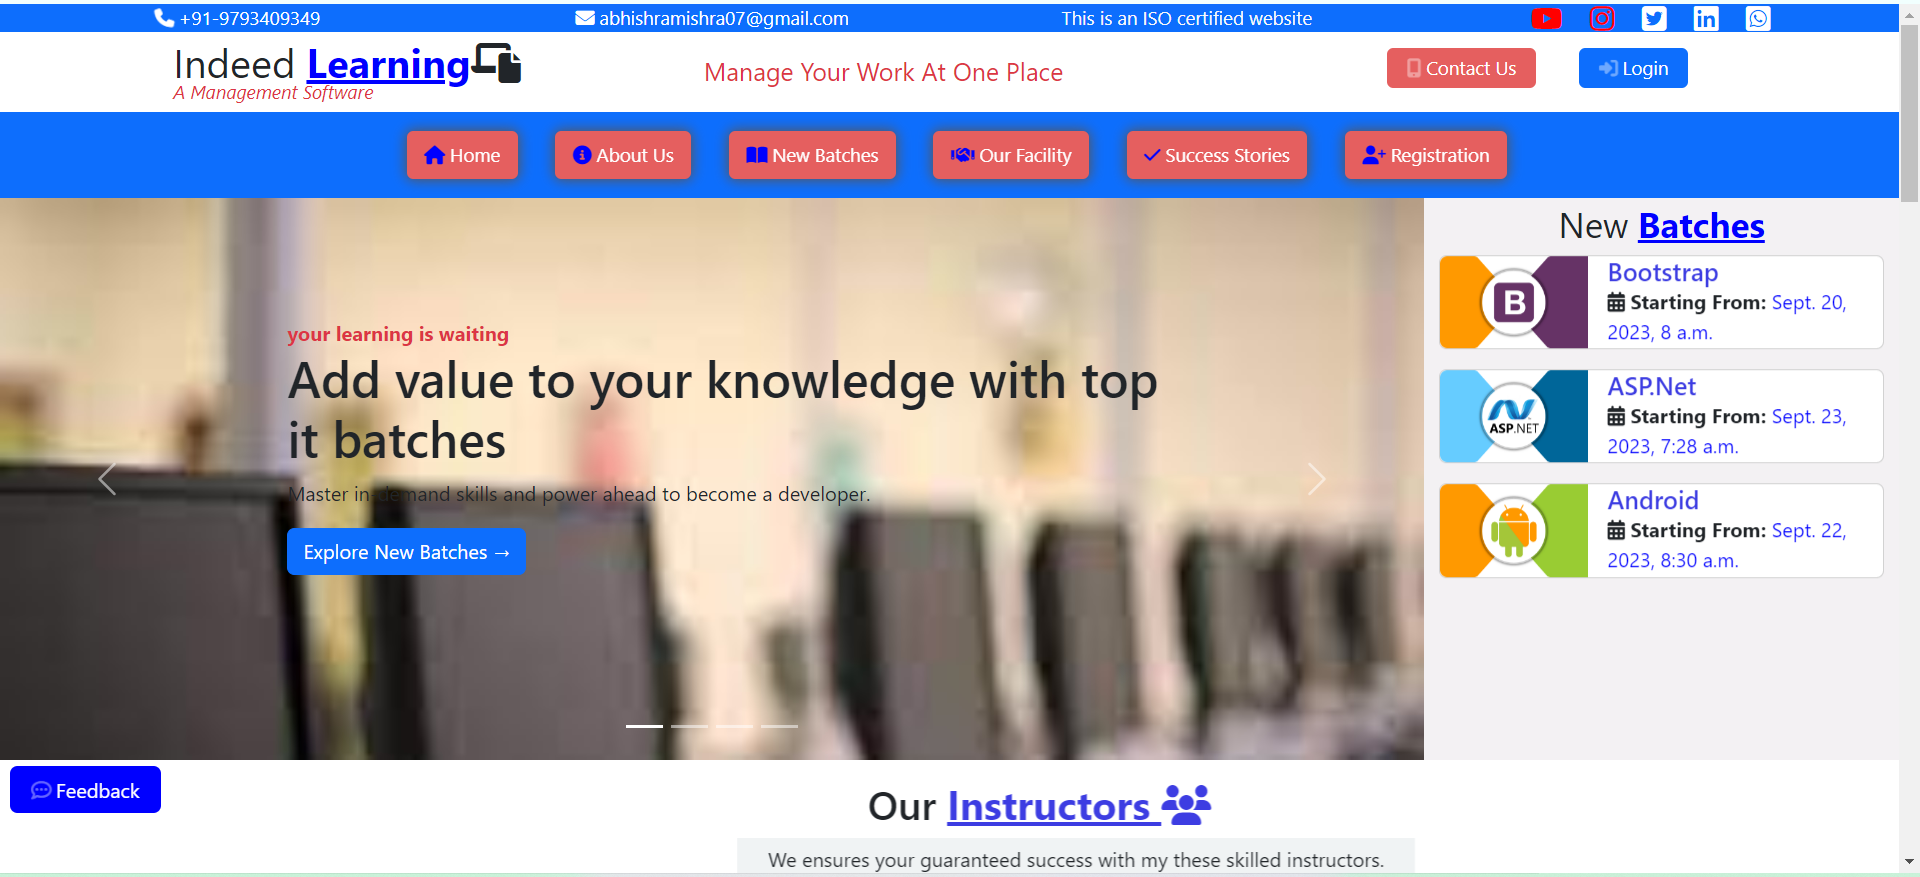 +91-9793409349
abhishramishra07@gmail.com
This is an ISO certified website
Indeed Learning
A Management Software
Manage Your Work At One Place
Contact Us
Login
Home
About Us
New Batches
Our Facility
Success Stories
Registration
your learning is waiting
Add value to your knowledge with top
it batches
Master in-demand skills and power ahead to become a developer.
Explore New Batches →
New Batches
B
Bootstrap
Starting From: Sept. 20,
2023, 8 a.m.
ASP.NET
ASP.Net
Starting From: Sept. 23,
2023, 7:28 a.m.
Android
Starting From: Sept. 22,
2023, 8:30 a.m.
Feedback
Our Instructors
We ensures your guaranteed success with my these skilled instructors.